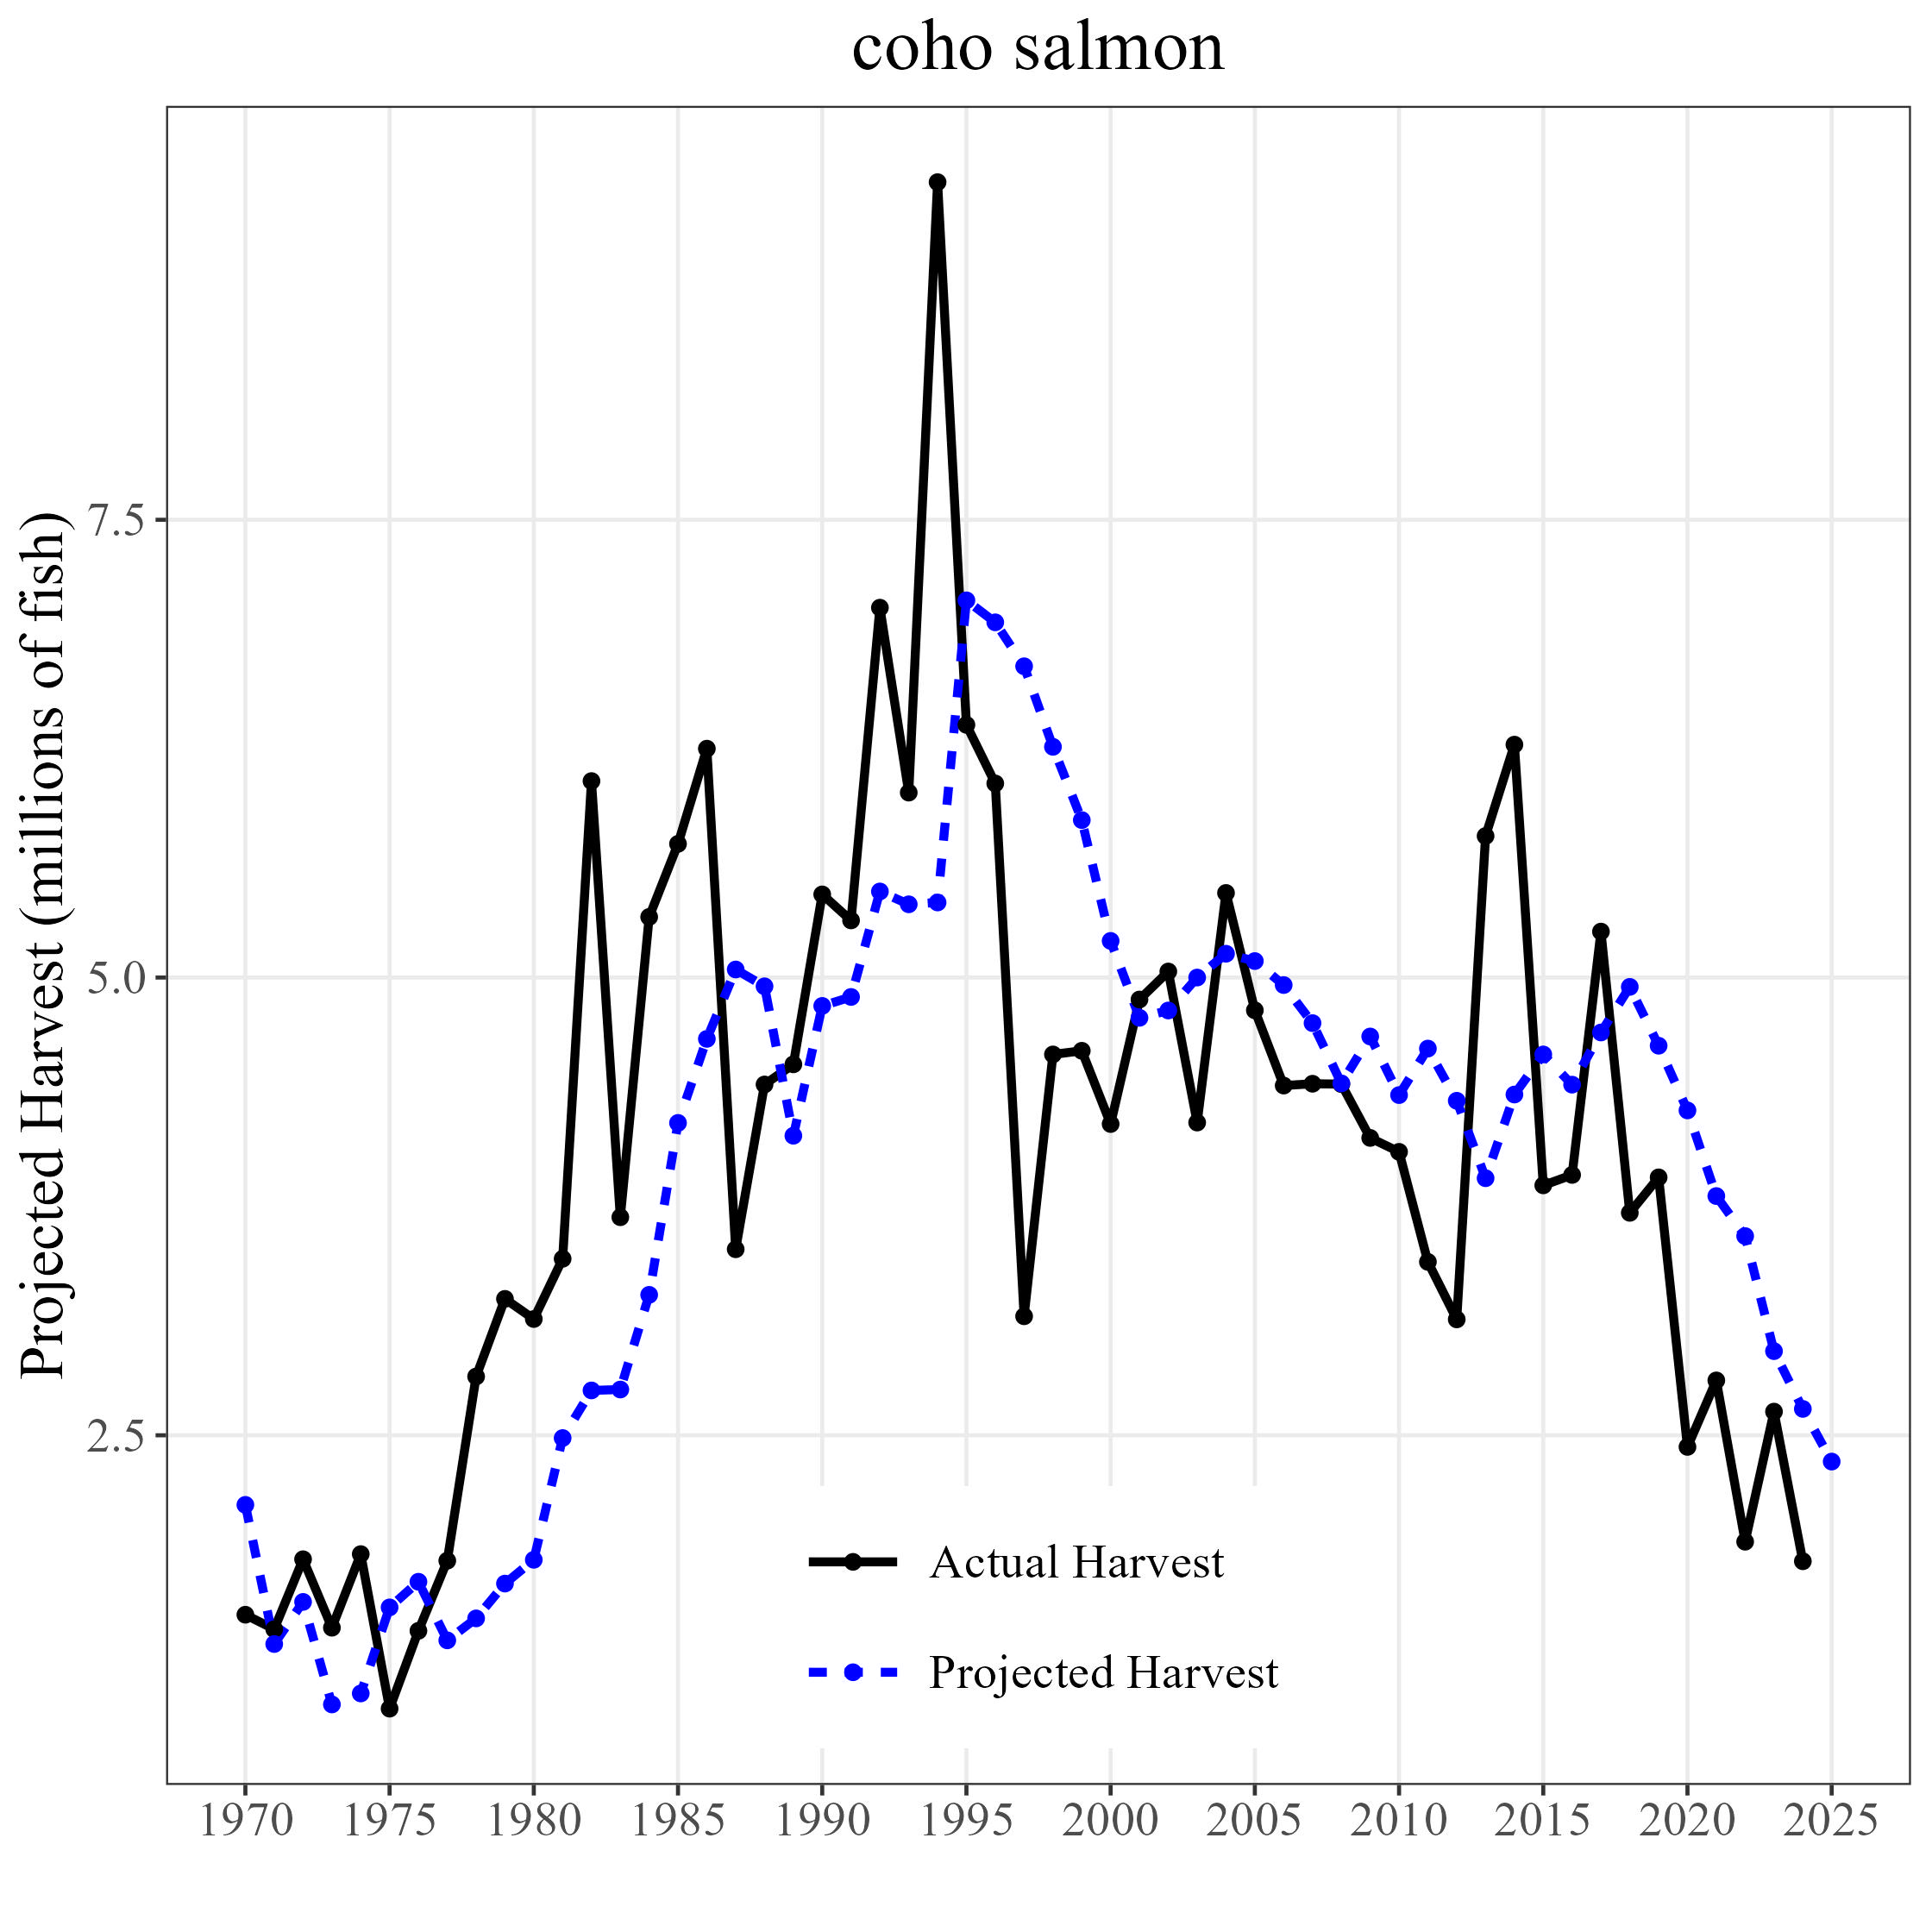 coho salmon
Projected Harvest (millions of fish)
7.5
5.0
2.5
Actual Harvest
Projected Harvest
1970 1975 1980 1985 1990 1995 2000 2005 2010 2015 2020 2025